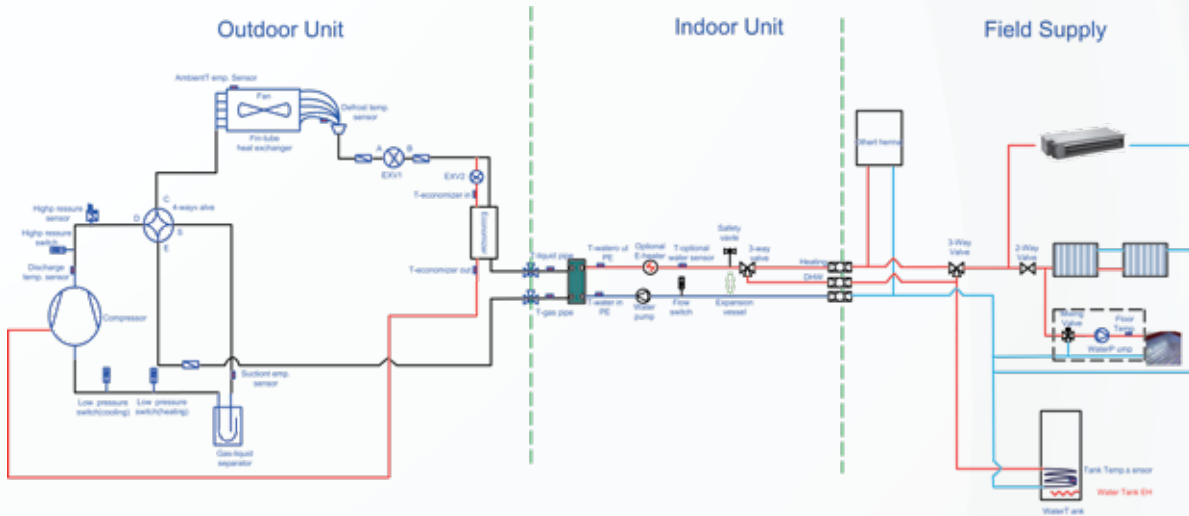 Outdoor Unit
Indoor Unit
Field Supply
AmbientT emp. Sensor
Fan
Defrost temp.
sensor
Fin-tube
heat exchanger
A
B
EXV1
EXV2
T-economizer in
Economizer
T-economizer out
C
4-ways alve
D
S
E
Highp ressure
sensor
Highp ressure
switch
Discharge
temp. sensor
Compressor
Suctiont emp.
sensor
Low pressure
switch(cooling)
Low pressure
switch(heating)
Gas-liquid
separator
T-liquid pipe
T-gas pipe
T-watero ut
PE
Optional
E-heater
T-optional
water sensor
Safety
3-way
valve
Heating
DHW
T-water in
PE
Water
pump
Flow
switch
Expansion
vessel
3-Way
Valve
2-Way
Valve
Mixing
Valve
Floor
Temp
WaterP ump
Tank Temp.s ensor
Water Tank EH
WaterT ank